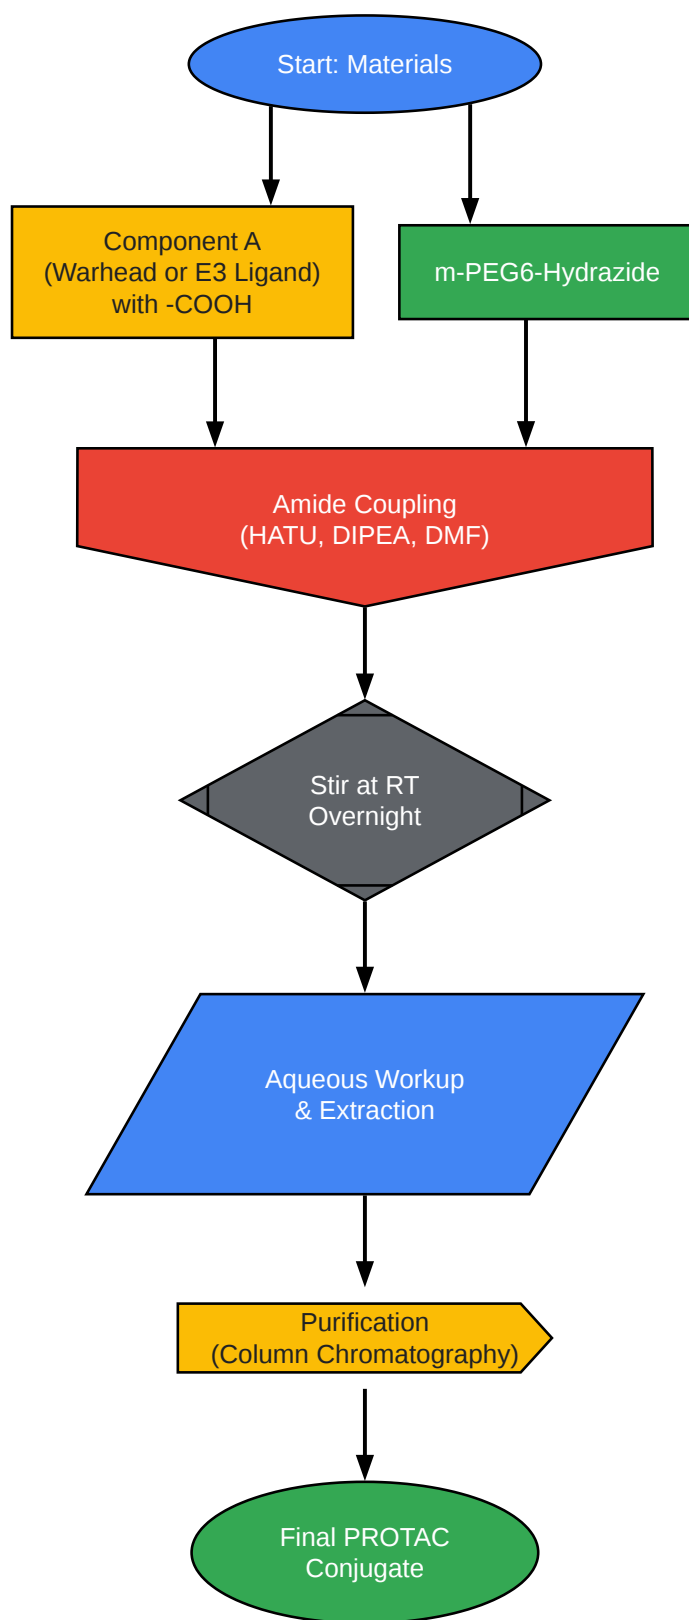 Start: Materials
Component A
(Warhead or E3 Ligand)
with -COOH
m-PEG6-Hydrazide
Amide Coupling
(HATU, DIPEA, DMF)
Stir at RT
Overnight
Aqueous Workup
& Extraction
Purification
(Column Chromatography)
Final PROTAC
Conjugate